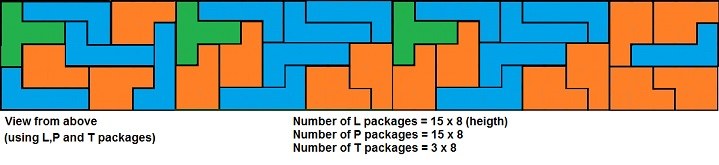 View from above
(using L,P and T packages)
Number of L packages = 15 x 8 (heigth)
Number of P packages = 15 x 8
Number of T packages = 3 x 8